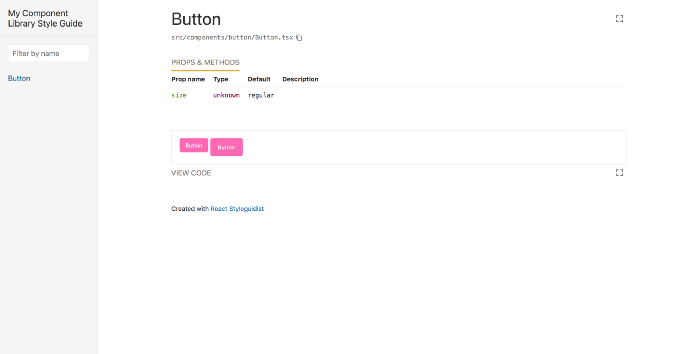 My Component
Library Style Guide
Filter by name
Button
Button
src/components/button/Button.tsx
PROPS & METHODS
Prop name Type Default Description
size unknown regular
Button Button
VIEW CODE
Created with React Styleguidist